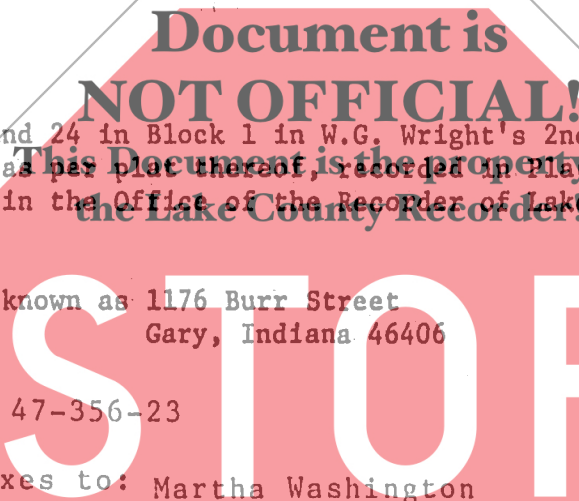 Document is
NOT OFFICIAL!
nd 24 in Block 1 in W.G. Wright's 2nd
This Document is the property
as per plat thereof, recorded in Pla
the Lake County Recorder!
in the Office of the Recorder of Lake
known as 1176 Burr Street
Gary, Indiana 46406
STOP
47-356-23
xes to: Martha Washington